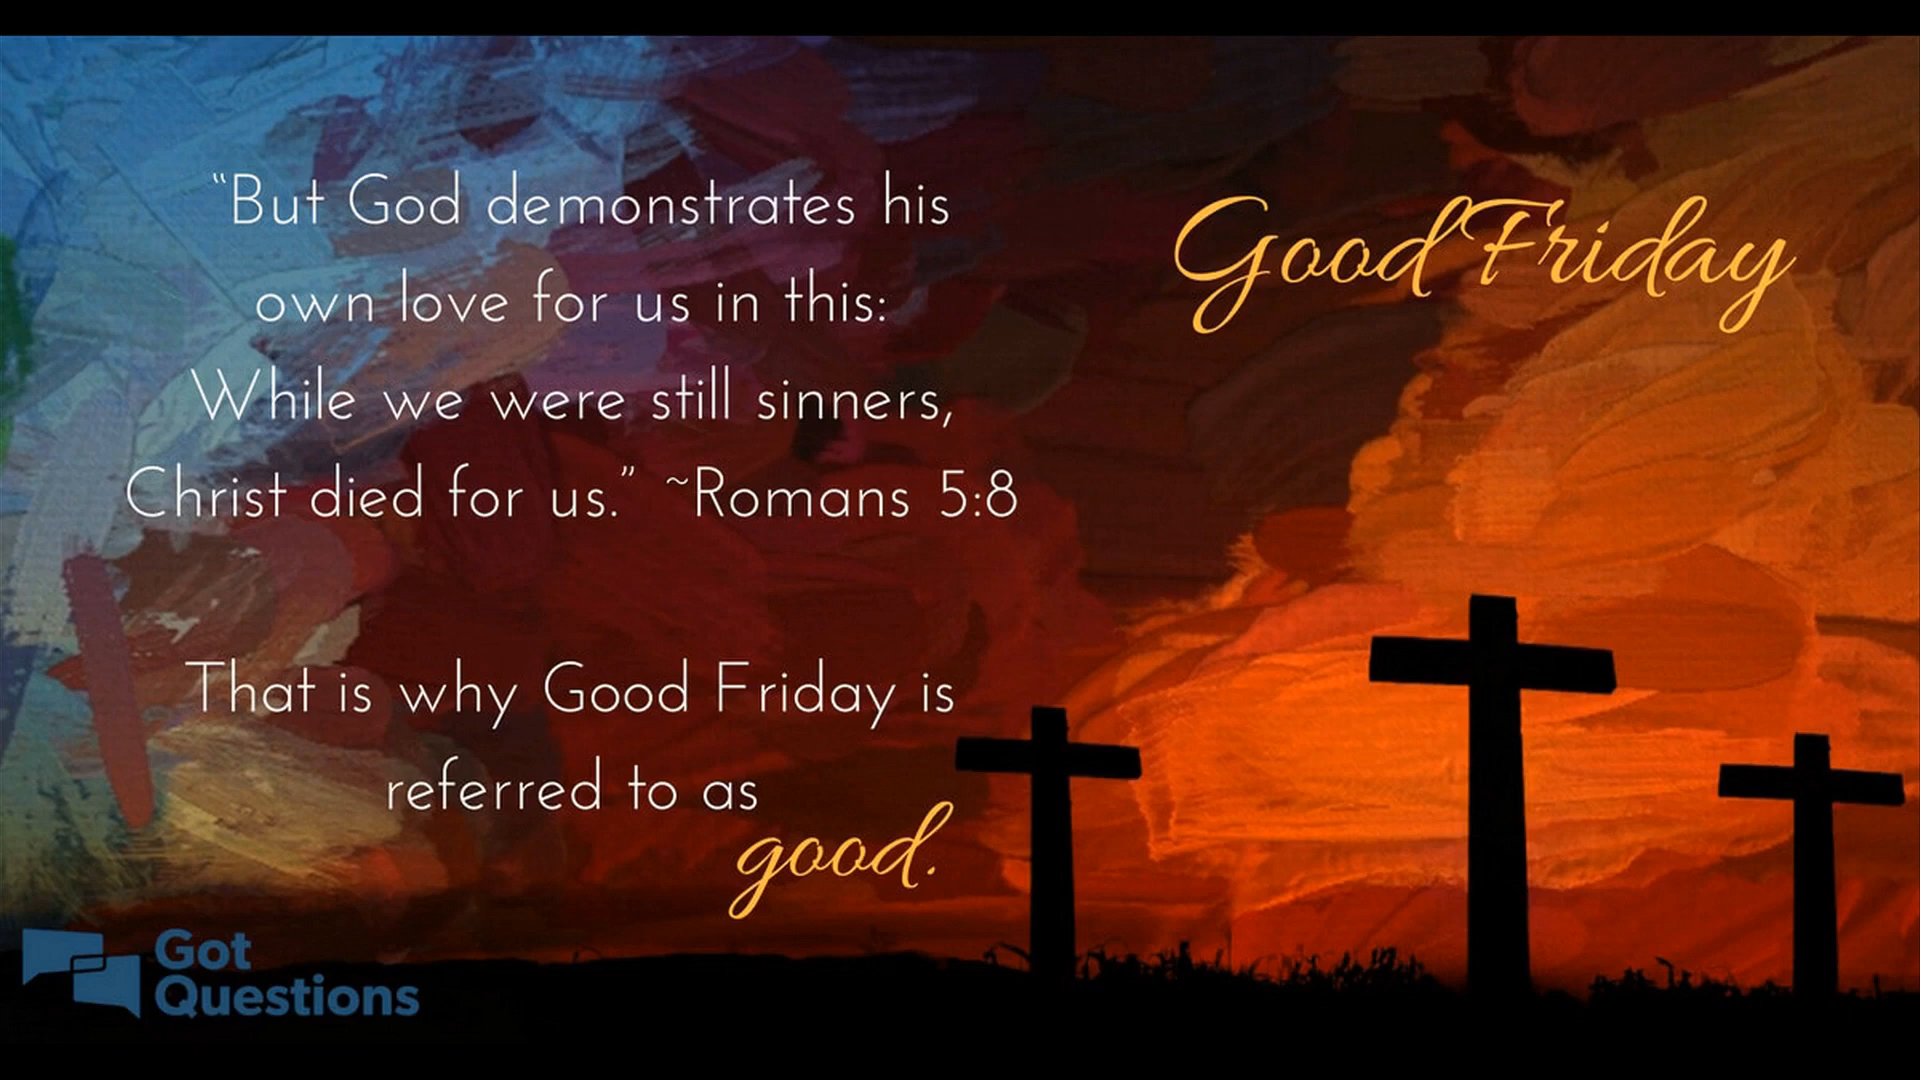 “But God demonstrates his
own love for us in this:
While we were still sinners,
Christ died for us.” ~Romans 5:8
That is why Good Friday is
referred to as
good.
Good Friday
Got
Questions